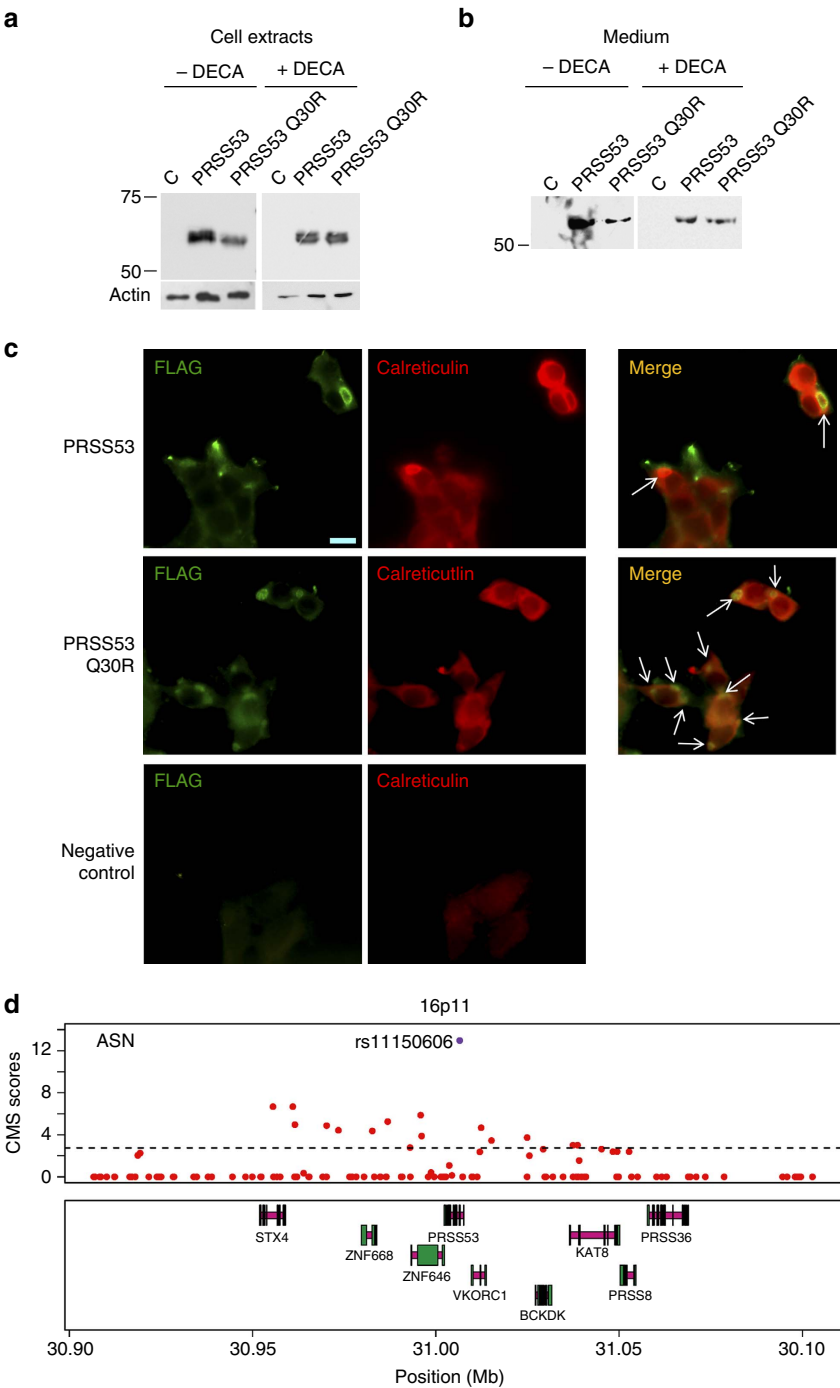 a
Cell extracts
– DECA
+ DECA
C
PRSS53
PRSS53 Q30R
C
PRSS53
PRSS53 Q30R
75
50
Actin
b
Medium
– DECA
+ DECA
C
PRSS53
PRSS53 Q30R
C
PRSS53
PRSS53 Q30R
50
c
FLAG
Calreticulin
Merge
PRSS53
FLAG
Calreticutlin
Merge
PRSS53
Q30R
FLAG
Calreticulin
Negative
control
d
16p11
ASN
rs11150606
CMS scores
12
8
4
0
STX4
PRSS53
PRSS36
ZNF668
KAT8
ZNF646
VKORC1
PRSS8
BCKDK
30.90
30.95
31.00
31.05
30.10
Position (Mb)